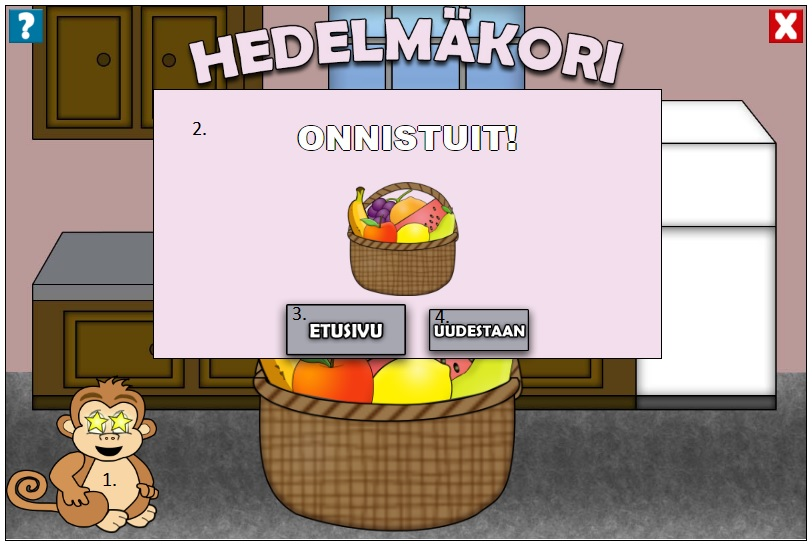 ?
X
HEDELMÄKORI
2.
ONNISTUIT!
3.
4.
ETUSIVU
UUDESTAAN
1.